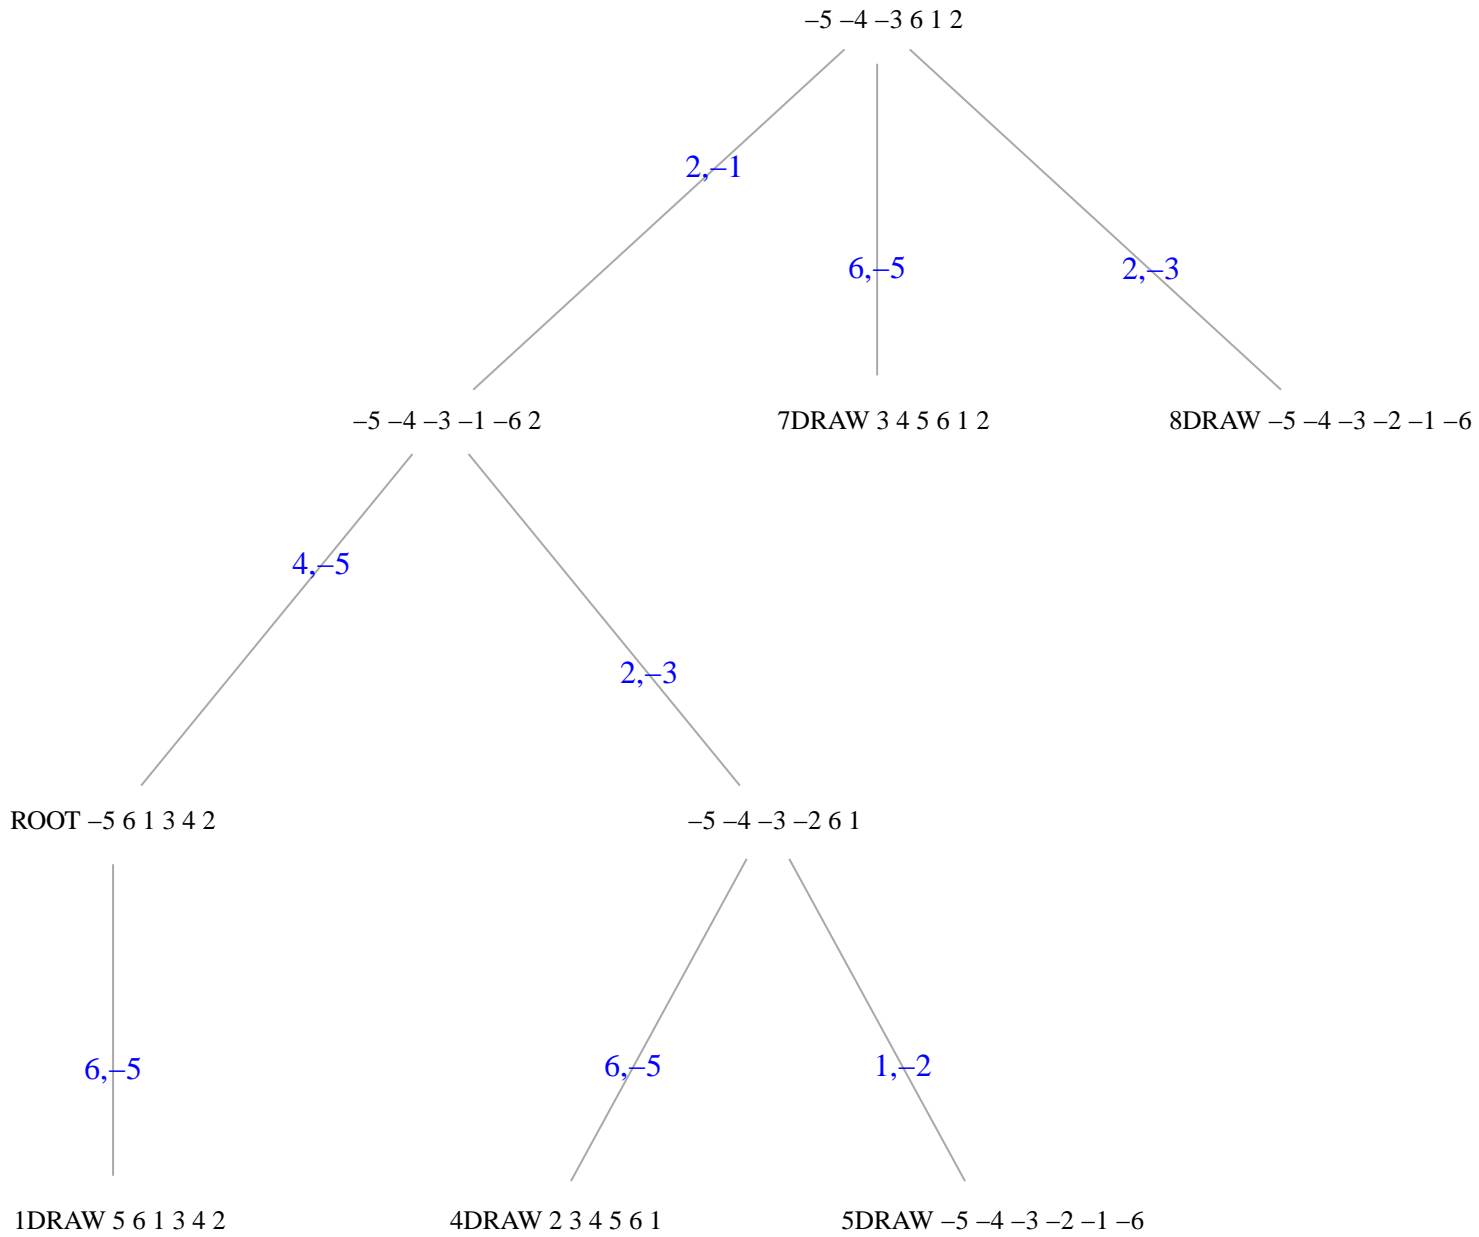 –5 –4 –3 6 1 2
2,–1
6,–5
2,–3
–5 –4 –3 –1 –6 2
7DRAW 3 4 5 6 1 2
8DRAW –5 –4 –3 –2 –1 –6
4,–5
2,–3
ROOT –5 6 1 3 4 2
–5 –4 –3 –2 6 1
6,–5
6,–5
1,–2
1DRAW 5 6 1 3 4 2
4DRAW 2 3 4 5 6 1
5DRAW –5 –4 –3 –2 –1 –6